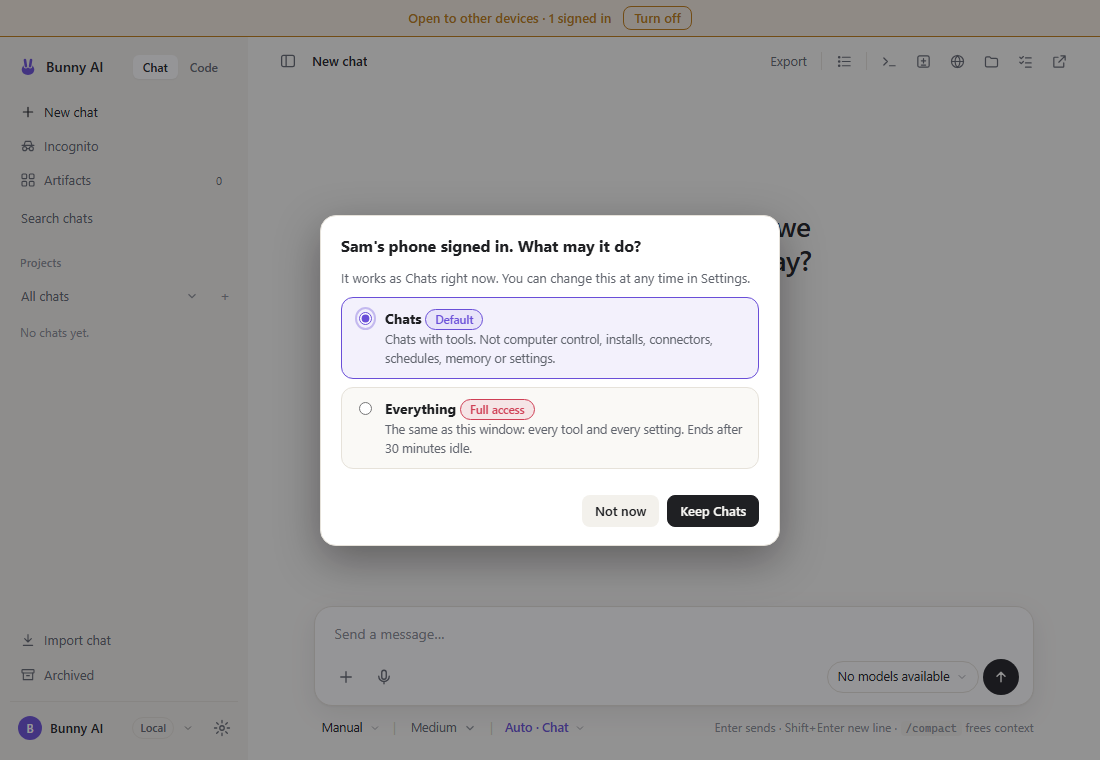 Open to other devices · 1 signed in
Turn off
Bunny AI
Chat
Code
New chat
Export
New chat
Incognito
Artifacts
0
Search chats
Projects
All chats
No chats yet.
we
ay?
Sam's phone signed in. What may it do?
It works as Chats right now. You can change this at any time in Settings.
Chats
Default
Chats with tools. Not computer control, installs, connectors,
schedules, memory or settings.
Everything
Full access
The same as this window: every tool and every setting. Ends after
30 minutes idle.
Not now
Keep Chats
Send a message...
No models available
Import chat
Archived
B
Bunny AI
Local
Manual
Medium
Auto · Chat
Enter sends · Shift+Enter new line · /compact frees context